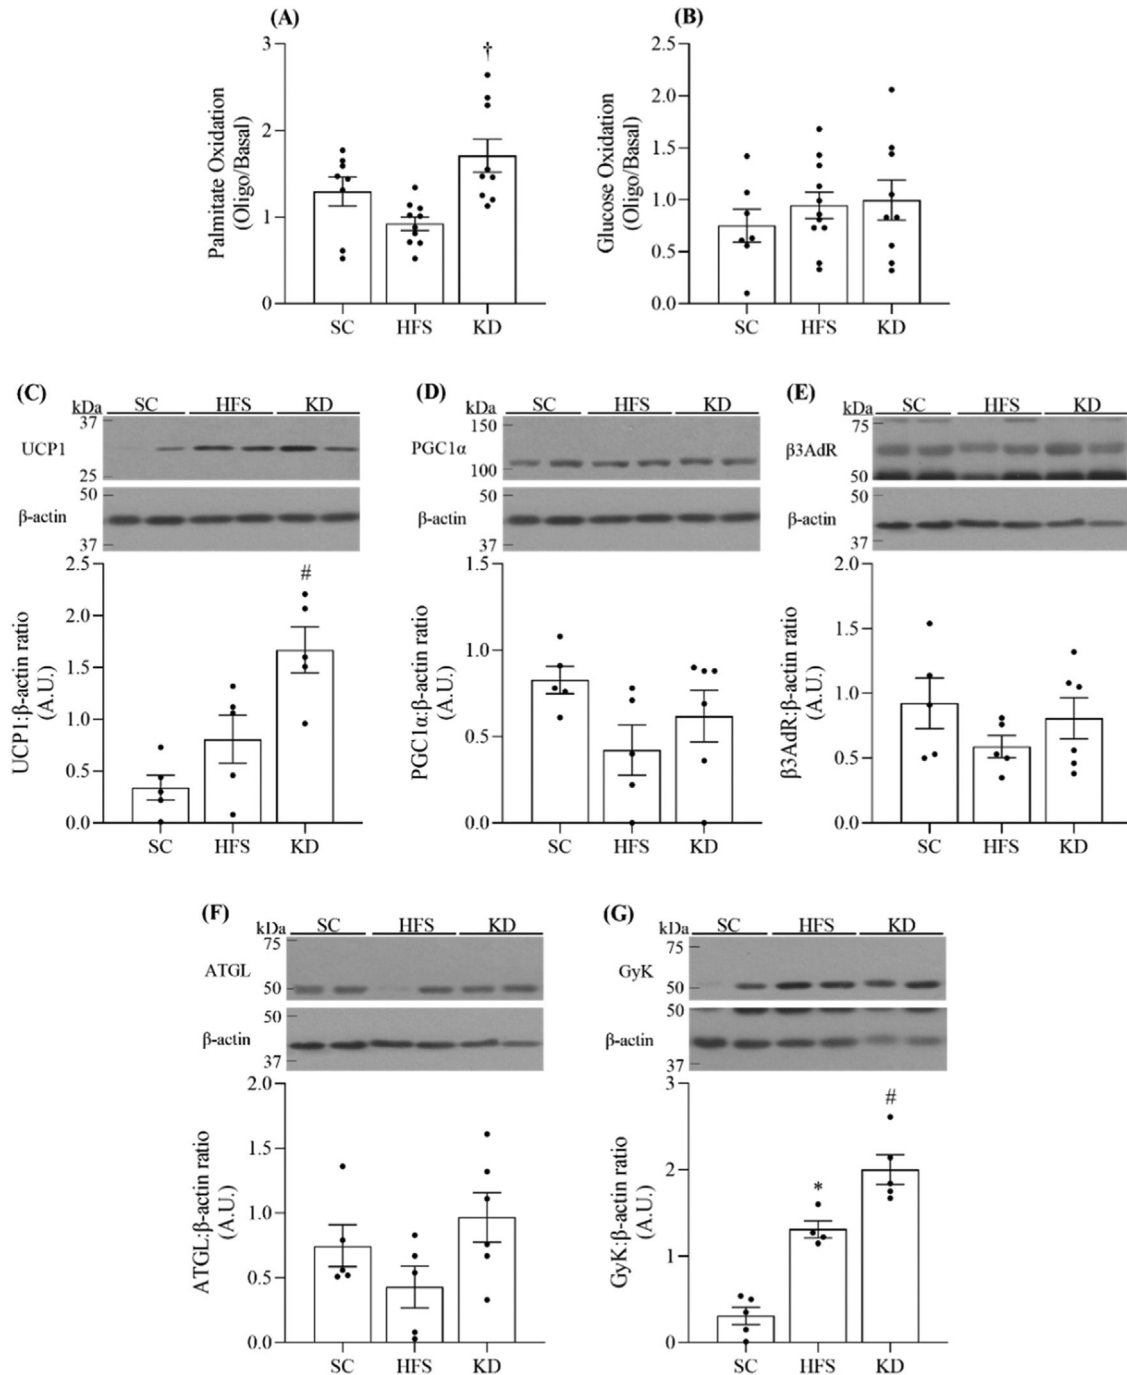 (A)
Palmitate Oxidation
(Oligo/Basal)
3
2
1
0
†
SC HFS KD
(B)
Glucose Oxidation
(Oligo/Basal)
2.5
2.0
1.5
1.0
0.5
0.0
SC HFS KD
(C)
kDa SC HFS KD
37
UCP1
25
50
β-actin
37
UCP1:β-actin ratio
(A.U.)
2.5
2.0
1.5
1.0
0.5
0.0
#
SC HFS KD
(D)
kDa SC HFS KD
150
PGC1α
100
50
β-actin
37
PGC1α:β-actin ratio
(A.U.)
1.5
1.0
0.5
0.0
SC HFS KD
(E)
kDa SC HFS KD
75
β3AdR
50
50
β-actin
37
β3AdR:β-actin ratio
(A.U.)
2.0
1.5
1.0
0.5
0.0
SC HFS KD
(F)
kDa SC HFS KD
75
ATGL
50
50
β-actin
37
ATGL:β-actin ratio
(A.U.)
2.0
1.5
1.0
0.5
0.0
SC HFS KD
(G)
kDa SC HFS KD
75
GyK
50
50
β-actin
37
GyK:β-actin ratio
(A.U.)
3
2
1
0
*
#
SC HFS KD